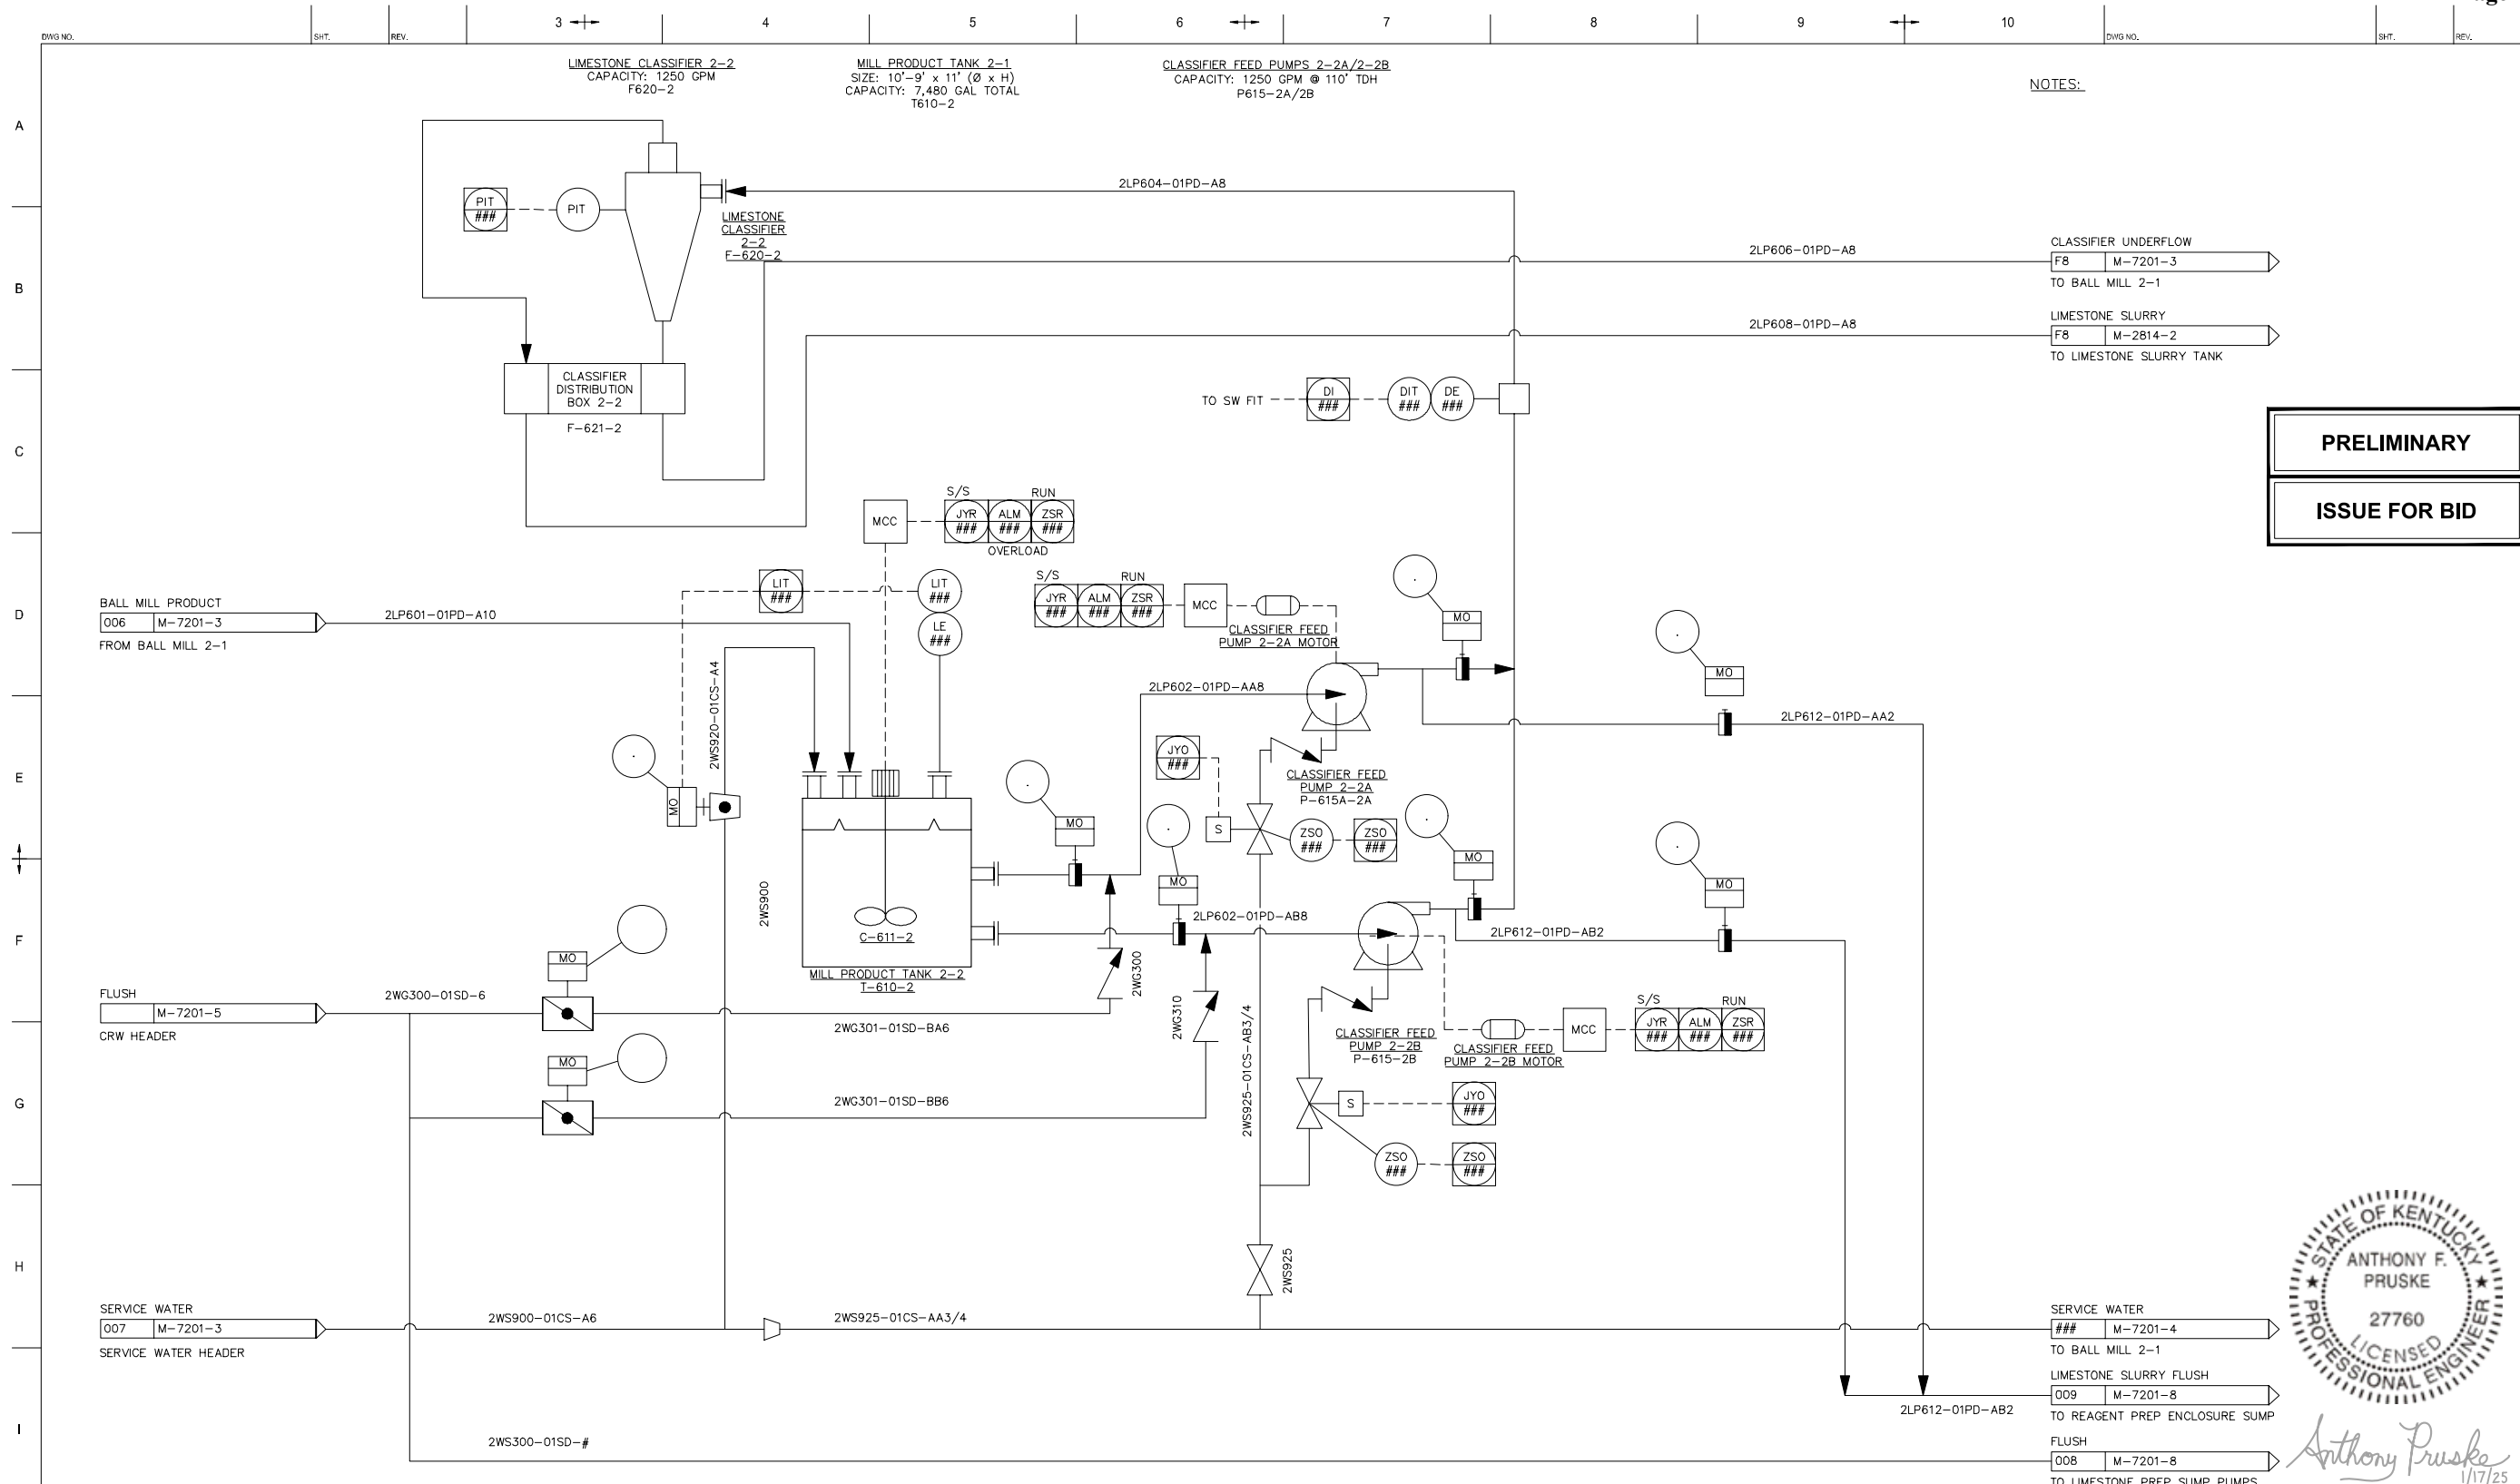 3 4 5 6 7 8 9 10
DWG NO. SHT. REV. DWG NO. SHT. REV.
A
B
C
D
E
F
G
H
I
LIMESTONE CLASSIFIER 2-2
CAPACITY: 1250 GPM
F620-2
MILL PRODUCT TANK 2-1
SIZE: 10'-9' x 11' (Ø x H)
CAPACITY: 7,480 GAL TOTAL
T610-2
CLASSIFIER FEED PUMPS 2-2A/2-2B
CAPACITY: 1250 GPM @ 110' TDH
P615-2A/2B
NOTES:
PIT
###
PIT
LIMESTONE
CLASSIFIER
2-2
F-620-2
2LP604-01PD-A8
2LP606-01PD-A8
CLASSIFIER UNDERFLOW
F8 M-7201-3
TO BALL MILL 2-1
2LP608-01PD-A8
LIMESTONE SLURRY
F8 M-2814-2
TO LIMESTONE SLURRY TANK
CLASSIFIER
DISTRIBUTION
BOX 2-2
F-621-2
TO SW FIT
DI
###
DIT
###
DE
###
PRELIMINARY
ISSUE FOR BID
MCC
S/S RUN
JYR ALM ZSR
### ### ###
OVERLOAD
LIT
###
LIT
###
LE
###
S/S RUN
JYR ALM ZSR
### ### ###
MCC
CLASSIFIER FEED
PUMP 2-2A MOTOR
MO
MO
BALL MILL PRODUCT
006 M-7201-3
FROM BALL MILL 2-1
2LP601-01PD-A10
2WS920-01CS-A4
2LP602-01PD-AA8
2LP612-01PD-AA2
MO
JYO
###
S
CLASSIFIER FEED
PUMP 2-2A
P-615A-2A
ZSO
###
ZSO
###
MO
MO
MO
MO
2WS900
C-611-2
MILL PRODUCT TANK 2-2
T-610-2
2LP602-01PD-AB8
2LP612-01PD-AB2
2WG300
2WG310
MO
FLUSH
M-7201-5
CRW HEADER
2WG300-01SD-6
2WG301-01SD-BA6
MO
2WG301-01SD-BB6
2WS925-01CS-AB3/4
CLASSIFIER FEED
PUMP 2-2B
P-615-2B
CLASSIFIER FEED
PUMP 2-2B MOTOR
MCC
S/S RUN
JYR ALM ZSR
### ### ###
S
JYO
###
ZSO
###
ZSO
###
2WS925
SERVICE WATER
007 M-7201-3
SERVICE WATER HEADER
2WS900-01CS-A6
2WS925-01CS-AA3/4
SERVICE WATER
### M-7201-4
TO BALL MILL 2-1
LIMESTONE SLURRY FLUSH
009 M-7201-8
TO REAGENT PREP ENCLOSURE SUMP
2LP612-01PD-AB2
2WS300-01SD-#
FLUSH
008 M-7201-8
TO LIMESTONE PREP SUMP PUMPS
STATE OF KENTUCKY
ANTHONY F.
PRUSKE
27760
LICENSED
PROFESSIONAL ENGINEER
Anthony Pruske
1/17/25